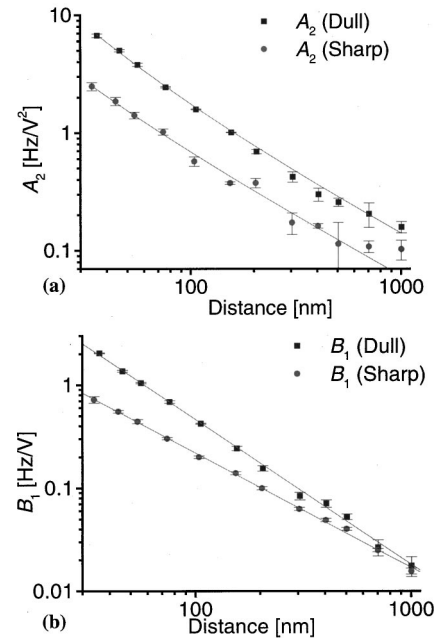 10
A2 (Dull)
A2 (Sharp)
1
A2 [Hz/V2]
0.1
100
1000
(a)
Distance [nm]
B1 (Dull)
B1 (Sharp)
1
B1 [Hz/V]
0.1
0.01
100
1000
(b)
Distance [nm]